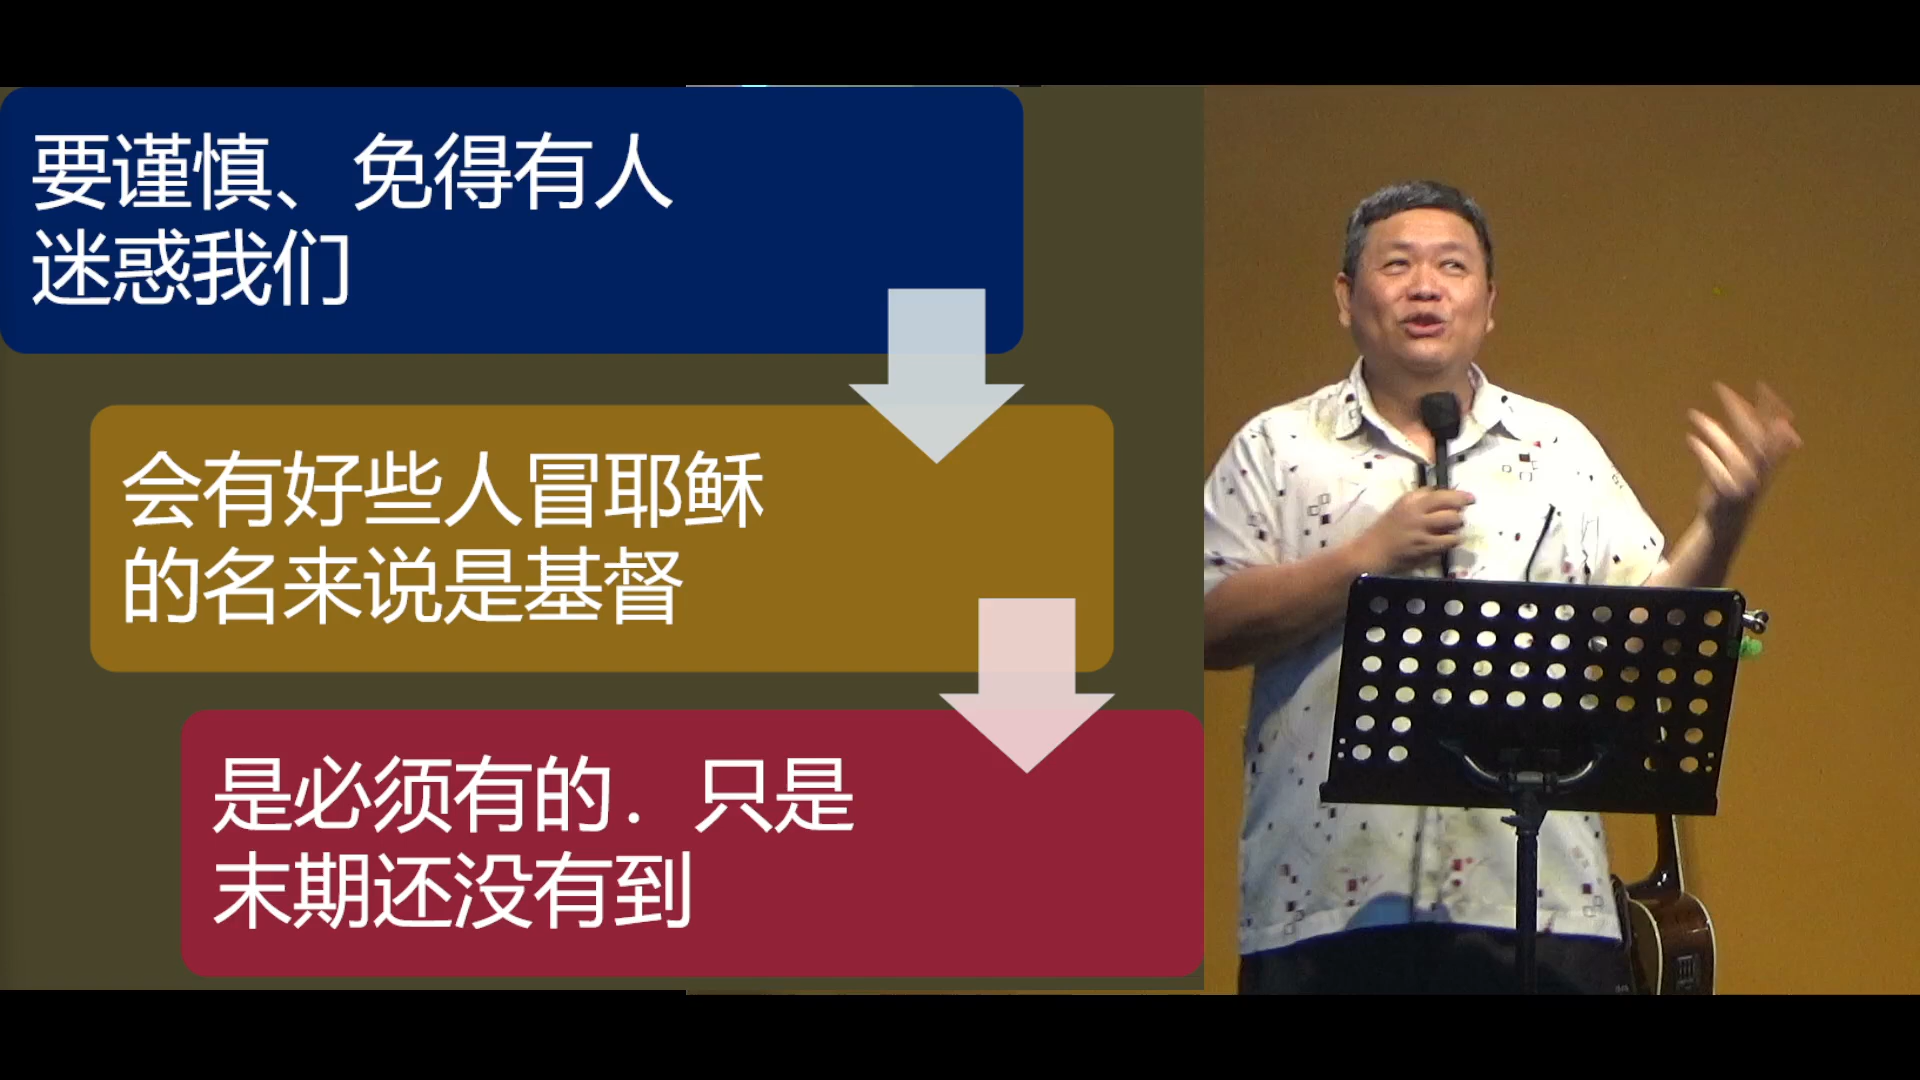 要谨慎、免得有人
迷惑我们
会有好些人冒耶稣
的名来说是基督
是必须有的．只是
末期还没有到